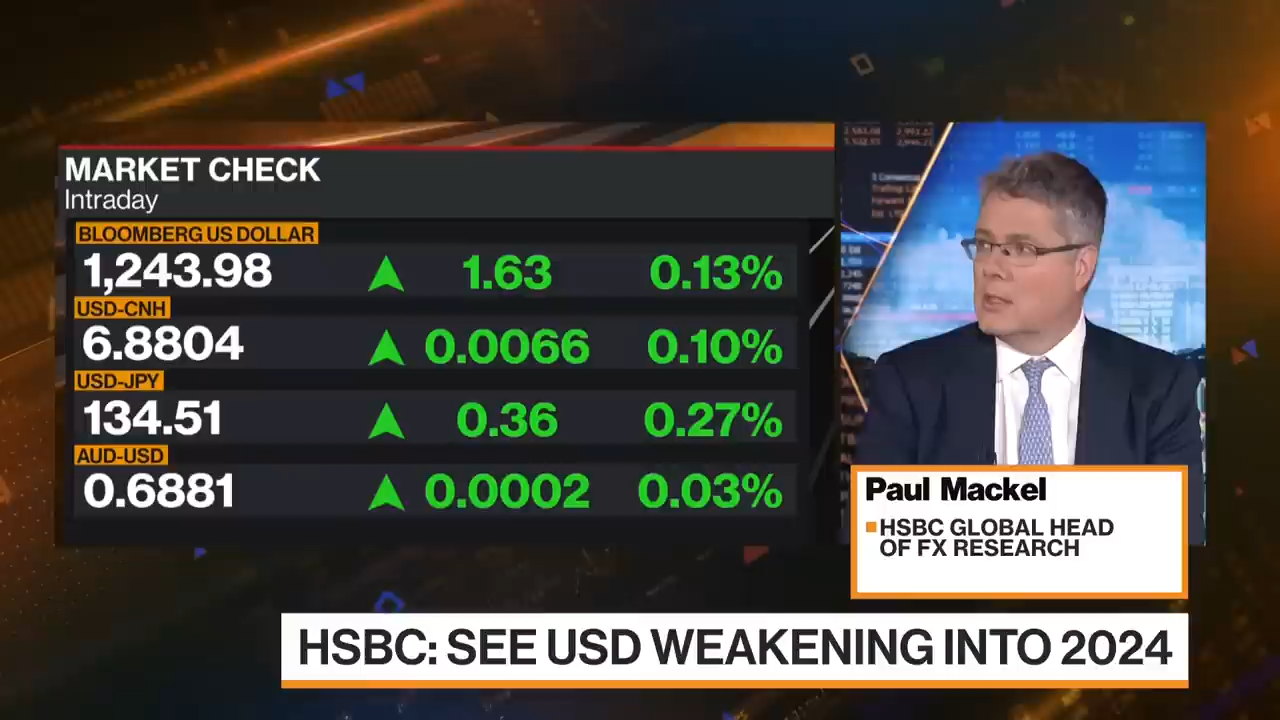 MARKET CHECK
Intraday
BLOOMBERG US DOLLAR
1,243.98 ▲ 1.63 0.13%
USD-CNH
6.8804 ▲ 0.0066 0.10%
USD-JPY
134.51 ▲ 0.36 0.27%
AUD-USD
0.6881 ▲ 0.0002 0.03%
Paul Mackel
HSBC GLOBAL HEAD
OF FX RESEARCH
HSBC: SEE USD WEAKENING INTO 2024